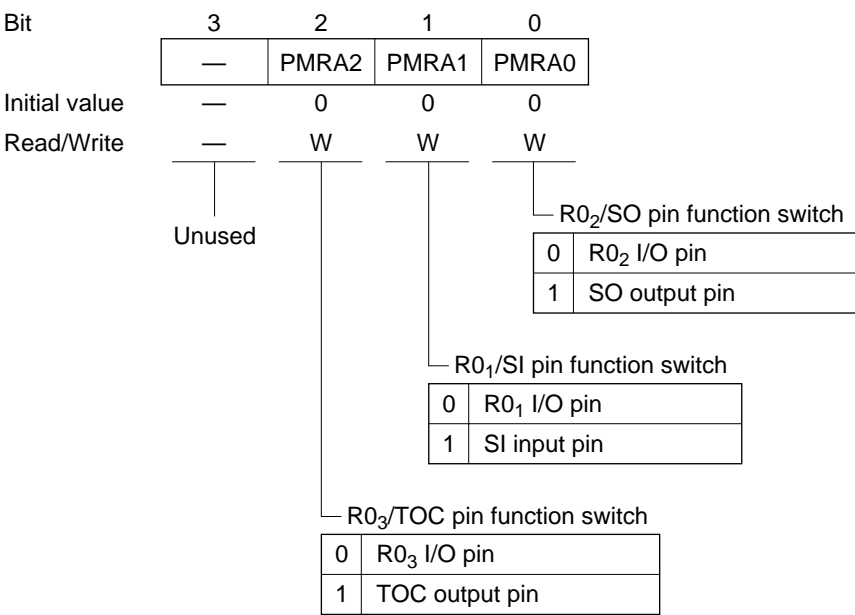 Bit 3 2 1 0
— PMRA2 PMRA1 PMRA0
Initial value — 0 0 0
Read/Write — W W W
R0₂/SO pin function switch
Unused
0 R0₂ I/O pin
1 SO output pin
R0₁/SI pin function switch
0 R0₁ I/O pin
1 SI input pin
R0₃/TOC pin function switch
0 R0₃ I/O pin
1 TOC output pin